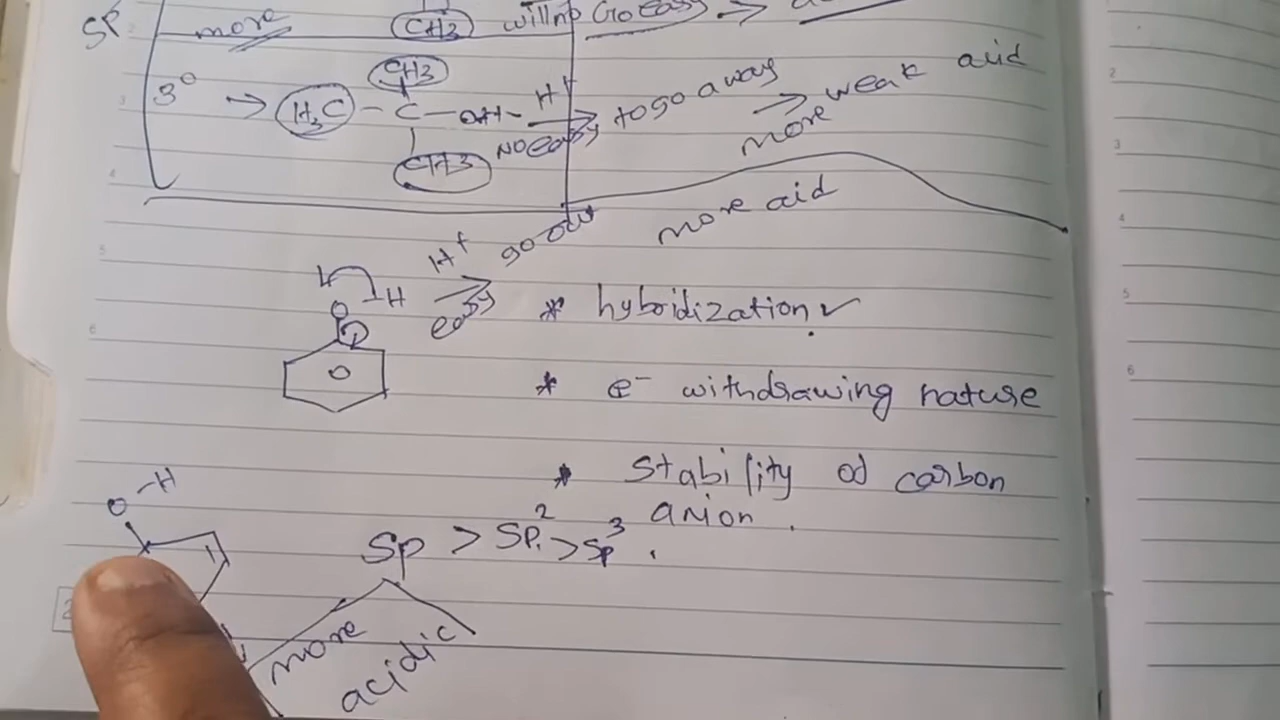 SP more CH3 will no Go easy →
CH3
3° → H3C - C - OH - H+ No easy to go away → more weak acid
CH3
more acid
H H+ easy go out
O
* hybridization ✓
* e- withdrawing nature
* Stability od carbon
anion.
O-H
Sp > SP2 > SP3.
more
acidic